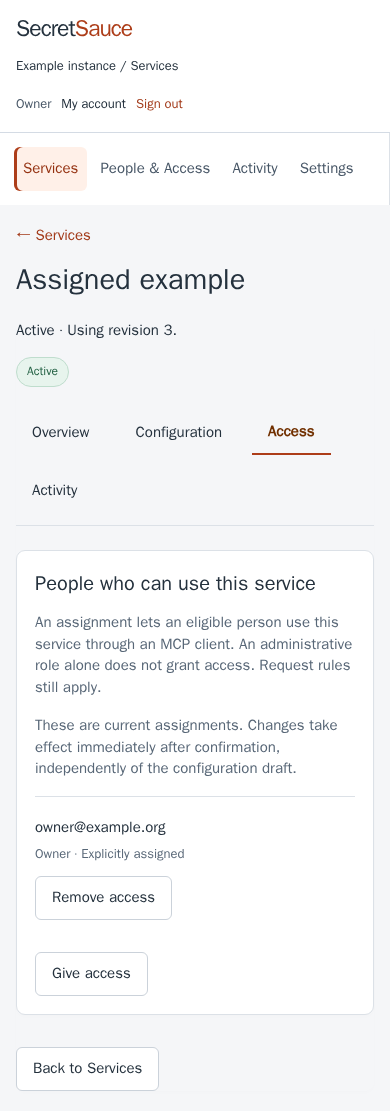 SecretSauce
Example instance / Services
Owner My account Sign out
Services People & Access Activity Settings
← Services
Assigned example
Active · Using revision 3.
Active
Overview Configuration Access
Activity
People who can use this service
An assignment lets an eligible person use this
service through an MCP client. An administrative
role alone does not grant access. Request rules
still apply.
These are current assignments. Changes take
effect immediately after confirmation,
independently of the configuration draft.
owner@example.org
Owner · Explicitly assigned
Remove access
Give access
Back to Services